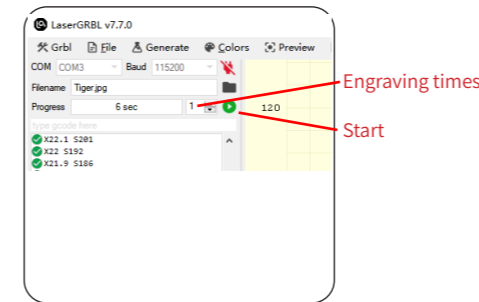 LaserGRBL v7.7.0
Grbl File Generate Colors Preview
COM COM3 Baud 115200
Filename Tiger.jpg
Progress 6 sec 1
type gcode here
X22.1 S201
X22 S192
X21.9 S186
120
Engraving times
Start